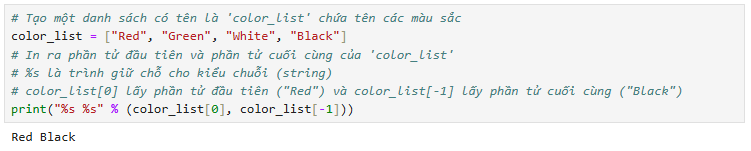 # Tạo một danh sách có tên là 'color_list' chứa tên các màu sắc
color_list = ["Red", "Green", "White", "Black"]
# In ra phần tử đầu tiên và phần tử cuối cùng của 'color_list'
# %s là trình giữ chỗ cho kiểu chuỗi (string)
# color_list[0] lấy phần tử đầu tiên ("Red") và color_list[-1] lấy phần tử cuối cùng ("Black")
print("%s %s" % (color_list[0], color_list[-1]))
Red Black